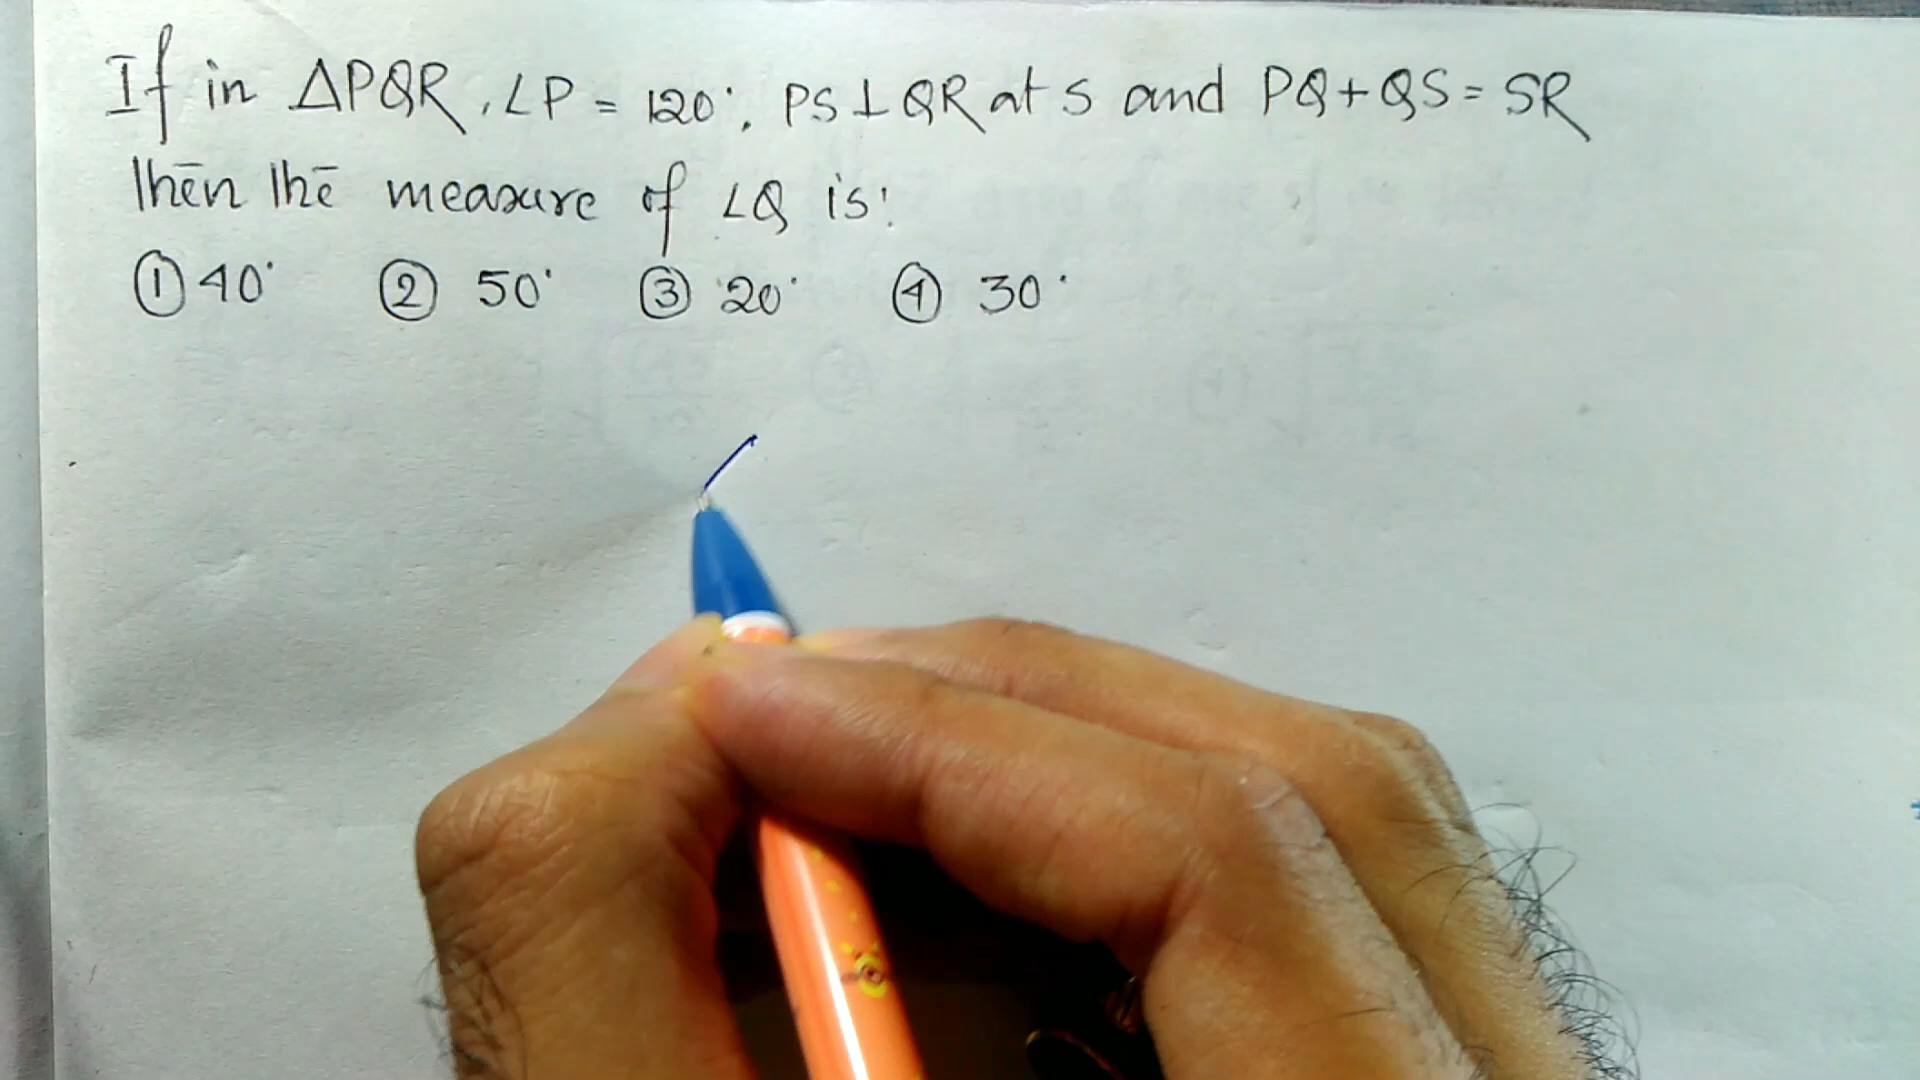 If in △PQR, ∠P = 120°, PS ⊥ QR at S and PQ + QS = SR
then the measure of ∠Q is:
① 40° ② 50° ③ 20° ④ 30°